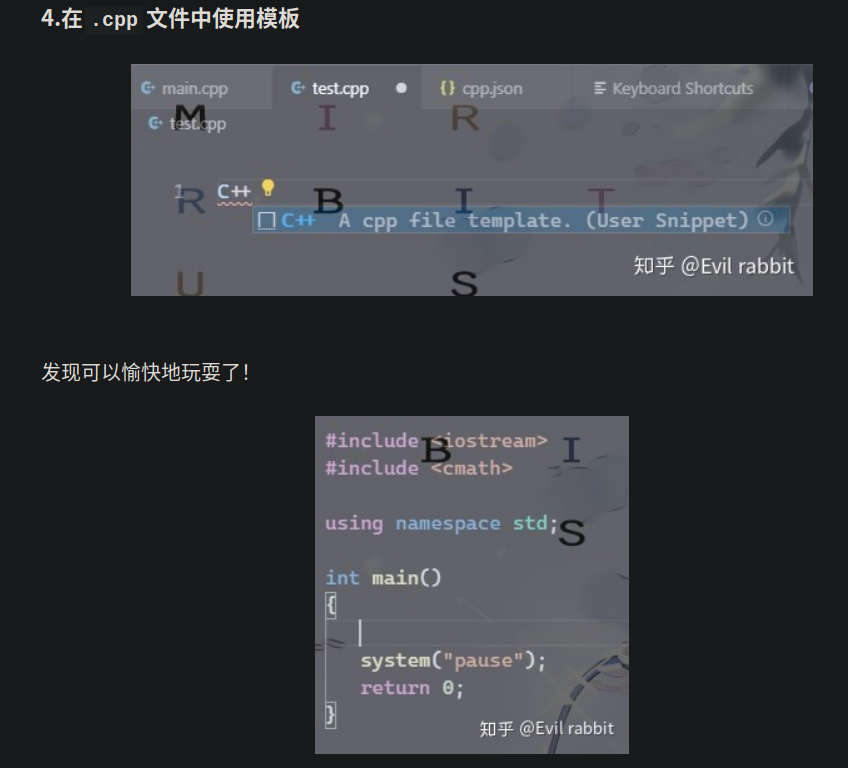 4.在 .cpp 文件中使用模板
main.cpp test.cpp cpp.json Keyboard Shortcuts
test.cpp
M I R
1 C++
R B I T
C++ A cpp file template. (User Snippet)
知乎 @Evil rabbit
U S
发现可以愉快地玩耍了!
#include <iostream>
B I
#include <cmath>
using namespace std;
S
int main()
{
system("pause");
return 0;
}
知乎 @Evil rabbit